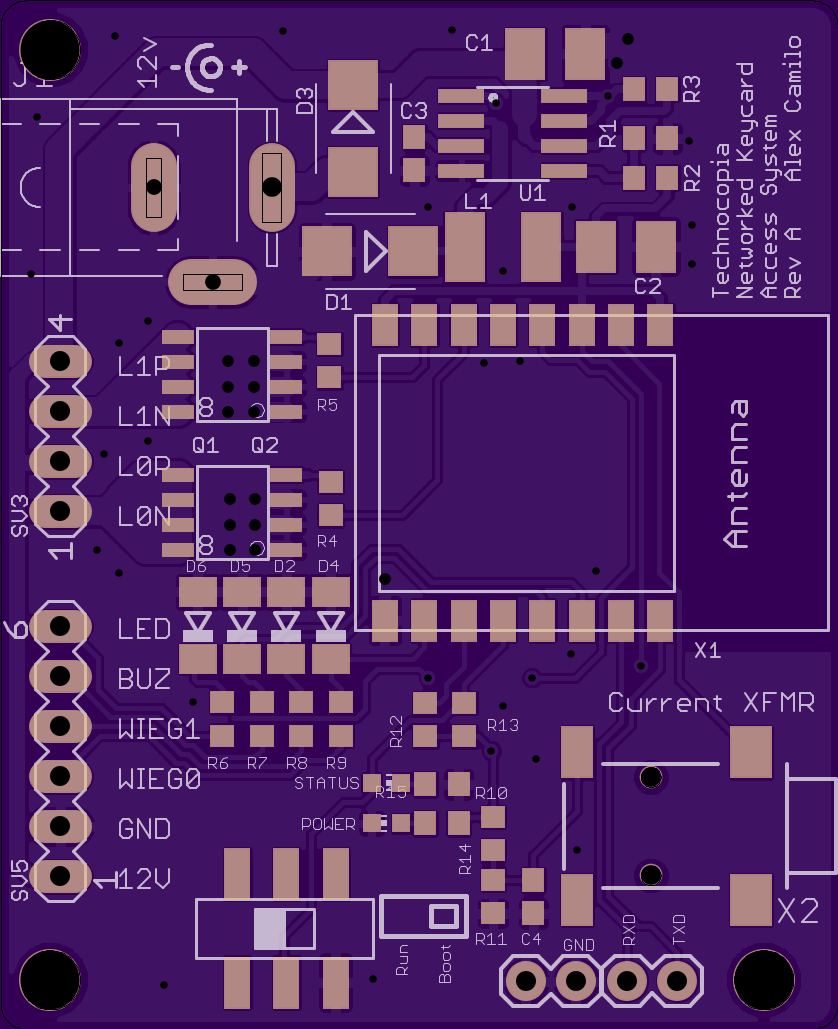 J1
12v
- +
D3
C3
C1
U1
R3
R1
R2
Technocopia
Networked Keycard
Access System
Rev A Alex Camilo
L1
D1
C2
4
L1P
L1N
L0P
L0N
SV3
1
8
R5
Q1 Q2
8
R4
D6 D5 D2 D4
Antenna
X1
6
LED
BUZ
WIEG1
WIEG0
GND
12V
SV5
1
R6 R7 R8 R9
R12
R13
Current XFMR
STATUS
R15
R10
POWER
R14
R11 C4
X2
Run
Boot
GND
RXD
TXD